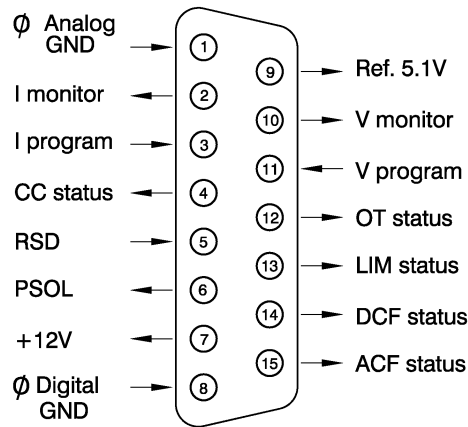 ϕ Analog
GND
1
I monitor
2
I program
3
CC status
4
RSD
5
PSOL
6
+12V
7
ϕ Digital
GND
8
9
Ref. 5.1V
10
V monitor
11
V program
12
OT status
13
LIM status
14
DCF status
15
ACF status